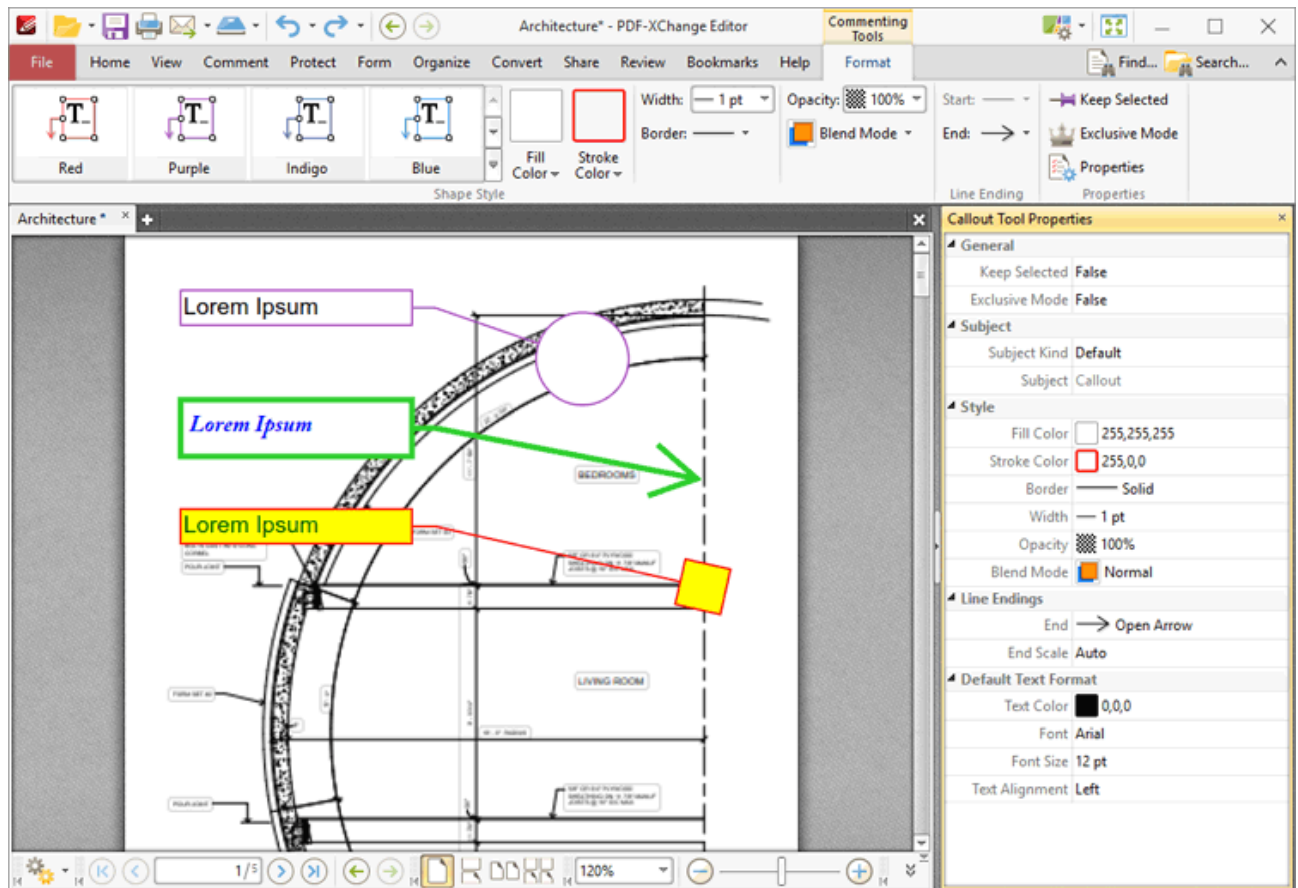 Architecture* - PDF-XChange Editor
Commenting
Tools
File Home View Comment Protect Form Organize Convert Share Review Bookmarks Help Format Find... Search...
T T T T
Red Purple Indigo Blue
Fill
Color
Stroke
Color
Width: 1 pt
Border:
Shape Style
Opacity: 100%
Blend Mode
Start:
End:
Line Ending
Keep Selected
Exclusive Mode
Properties
Properties
Architecture *
Lorem Ipsum
Lorem Ipsum
BEDROOMS
Lorem Ipsum
POUR JOINT
LIVING ROOM
POUR JOINT
1/5
120%
Callout Tool Properties
General
Keep Selected False
Exclusive Mode False
Subject
Subject Kind Default
Subject Callout
Style
Fill Color 255,255,255
Stroke Color 255,0,0
Border Solid
Width 1 pt
Opacity 100%
Blend Mode Normal
Line Endings
End Open Arrow
End Scale Auto
Default Text Format
Text Color 0,0,0
Font Arial
Font Size 12 pt
Text Alignment Left